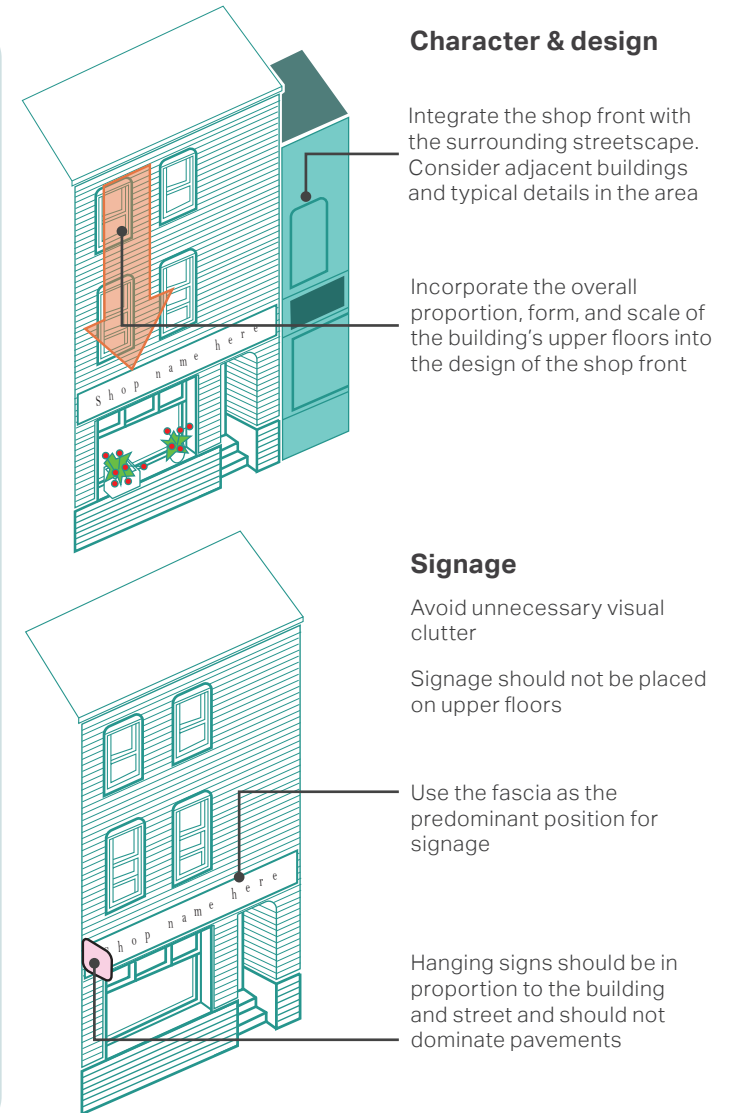 Character & design
Integrate the shop front with
the surrounding streetscape.
Consider adjacent buildings
and typical details in the area
Incorporate the overall
proportion, form, and scale of
the building's upper floors into
the design of the shop front
Shop name here
Signage
Avoid unnecessary visual
clutter
Signage should not be placed
on upper floors
Use the fascia as the
predominant position for
signage
hop name here
Hanging signs should be in
proportion to the building
and street and should not
dominate pavements